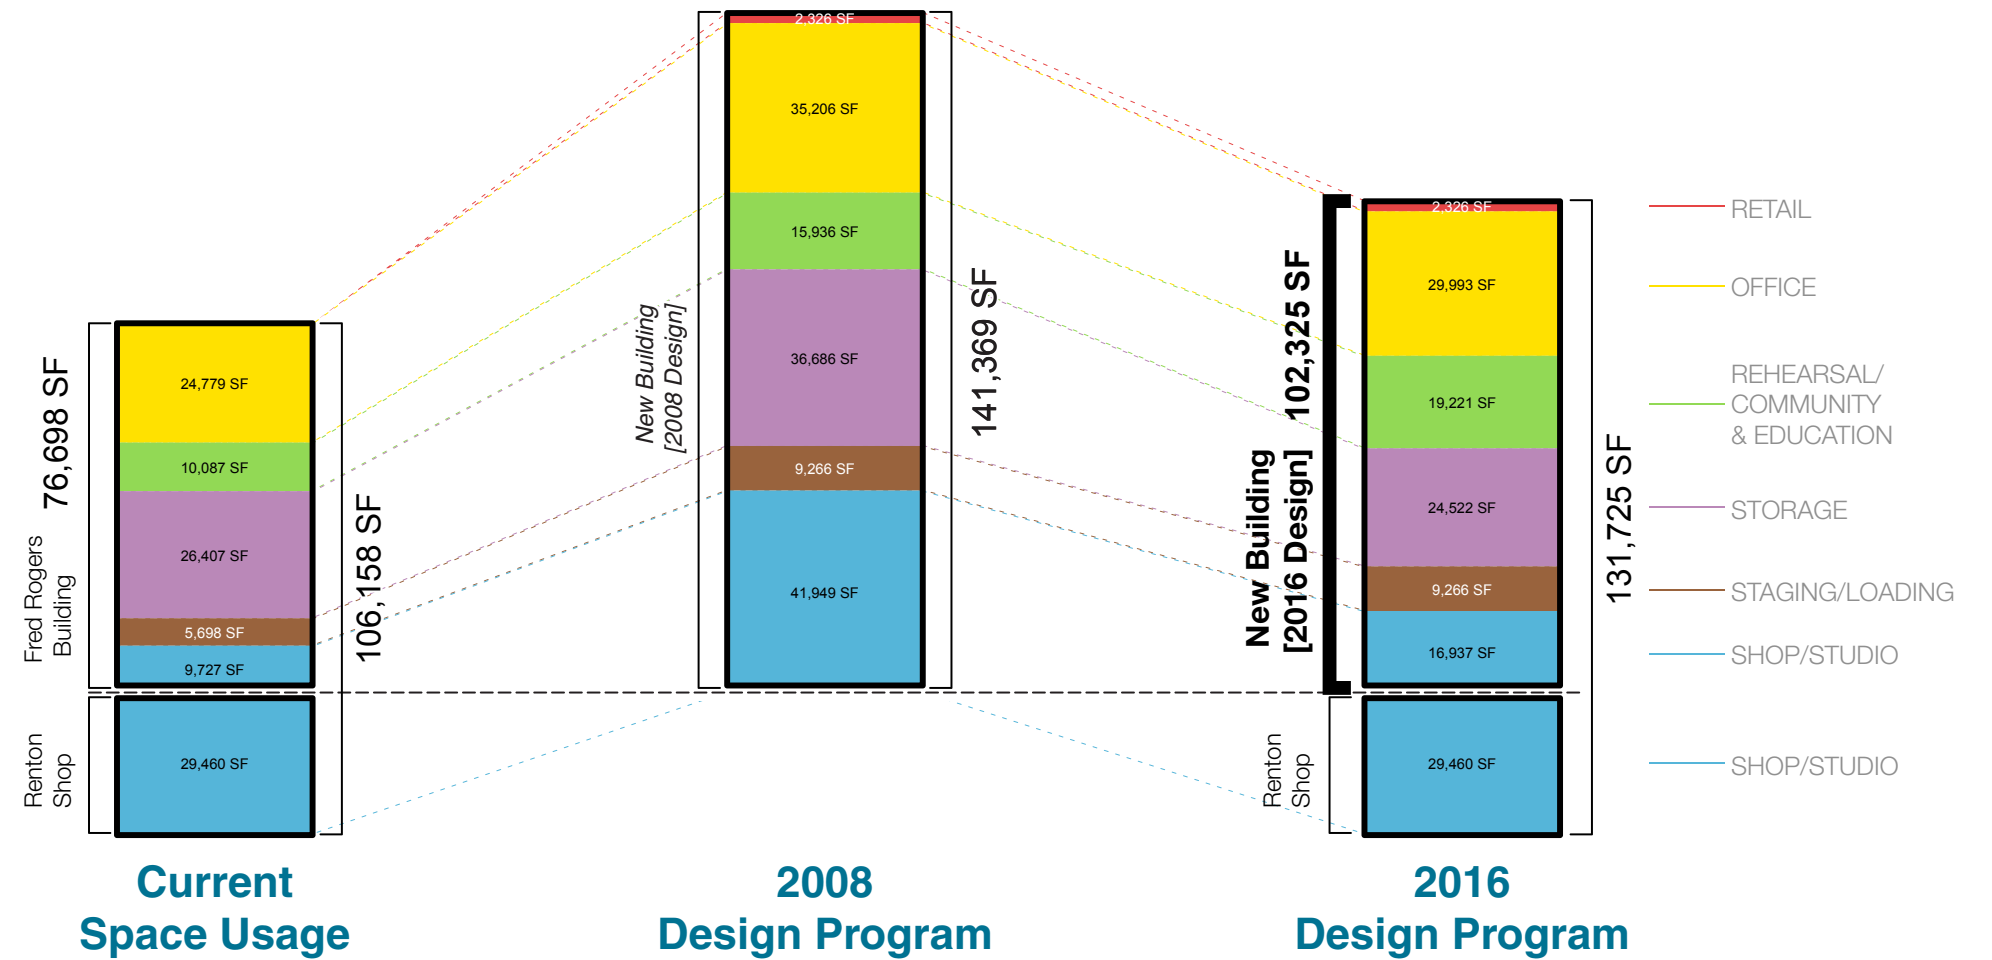 76,698 SF
Fred Rogers
Building
24,779 SF
10,087 SF
26,407 SF
5,698 SF
9,727 SF
106,158 SF
Renton
Shop
29,460 SF
Current
Space Usage
New Building
[2008 Design]
2,326 SF
35,206 SF
15,936 SF
36,686 SF
9,266 SF
41,949 SF
141,369 SF
2008
Design Program
102,325 SF
New Building
[2016 Design]
2,326 SF
29,993 SF
19,221 SF
24,522 SF
9,266 SF
16,937 SF
131,725 SF
Renton
Shop
29,460 SF
2016
Design Program
RETAIL
OFFICE
REHEARSAL/
COMMUNITY
& EDUCATION
STORAGE
STAGING/LOADING
SHOP/STUDIO
SHOP/STUDIO